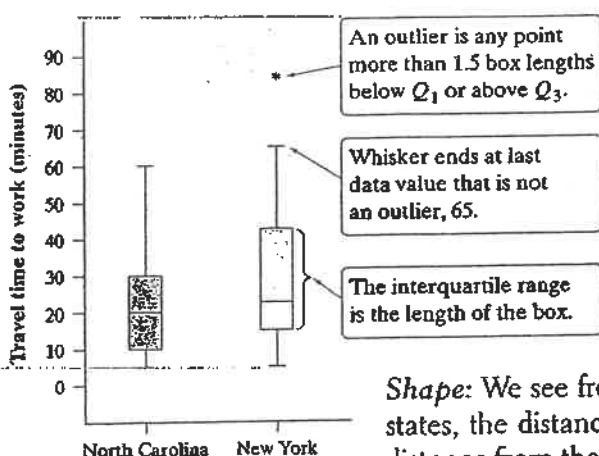 An outlier is any point
more than 1.5 box lengths
below Q₁ or above Q₃.
Whisker ends at last
data value that is not
an outlier, 65.
The interquartile range
is the length of the box.
Travel time to work (minutes)
90
80
70
60
50
40
30
20
10
0
North Carolina New York
*
Shape: We see
states, the distanc